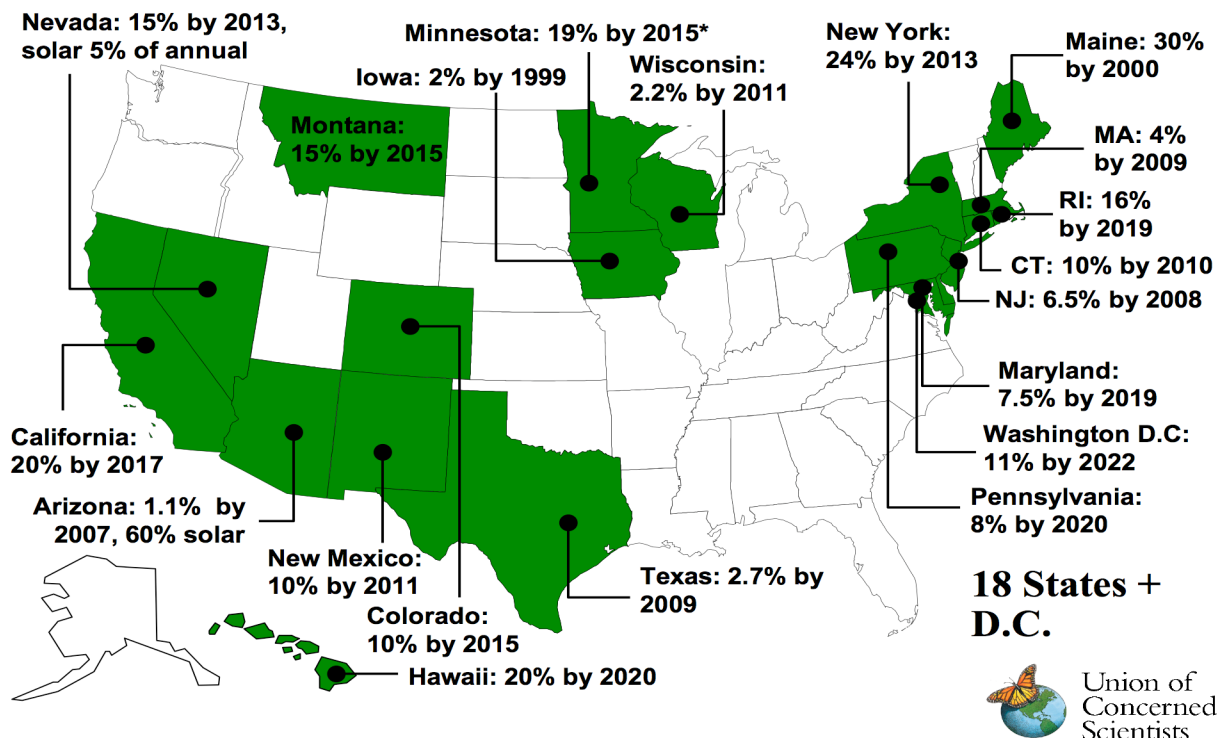 Nevada: 15% by 2013,
solar 5% of annual
Minnesota: 19% by 2015*
Iowa: 2% by 1999
Wisconsin:
2.2% by 2011
New York:
24% by 2013
Maine: 30%
by 2000
Montana:
15% by 2015
MA: 4%
by 2009
RI: 16%
by 2019
CT: 10% by 2010
NJ: 6.5% by 2008
Maryland:
7.5% by 2019
Washington D.C:
11% by 2022
Pennsylvania:
8% by 2020
California:
20% by 2017
Arizona: 1.1% by
2007, 60% solar
New Mexico:
10% by 2011
Colorado:
10% by 2015
Texas: 2.7% by
2009
Hawaii: 20% by 2020
18 States +
D.C.
Union of
Concerned
Scientists